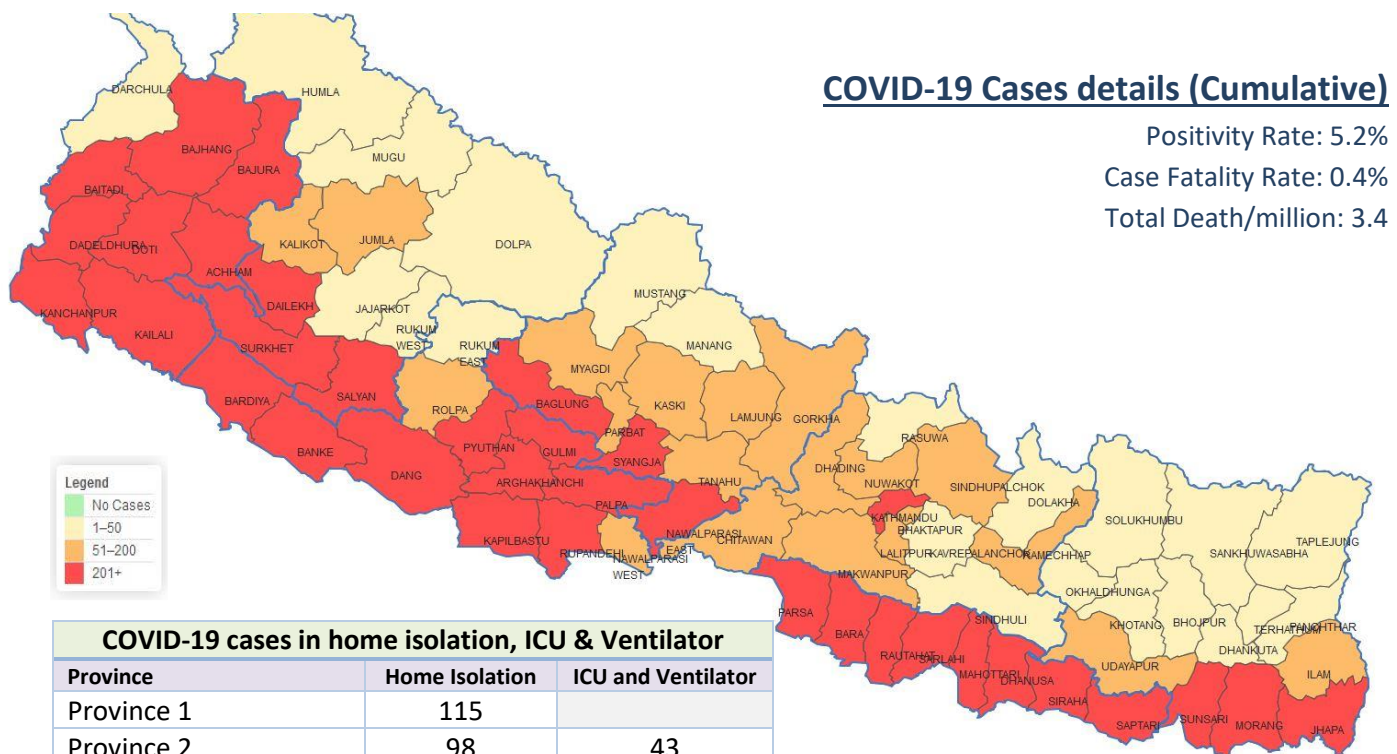 COVID-19 Cases details (Cumulative)
Positivity Rate: 5.2%
Case Fatality Rate: 0.4%
Total Death/million: 3.4
DARCHULA
HUMLA
BAJHANG
MUGU
BAJURA
BAITADI
DADELDHURA
DOTI
KALIKOT
JUMLA
DOLPA
ACHHAM
DAILEKH
KANCHANPUR
KAILALI
JAJARKOT
RUKUM
WEST
RUKUM
EAST
MUSTANG
MANANG
SURKHET
MYAGDI
BARDIYA
SALYAN
ROLPA
BAGLUNG
KASKI
LAMJUNG
GORKHA
PARBAT
RASUWA
BANKE
PYUTHAN
GULMI
SYANGJA
DANG
ARGHAKHANCHI
TANAHU
DHADING
NUWAKOT
SINDHUPALCHOK
DOLAKHA
PALPA
KATHMANDU
BHAKTAPUR
SOLUKHUMBU
TAPLEJUNG
KAPILBASTU
RUPANDEHI
NAWALPARASI
EAST
NAWALPARASI
WEST
CHITAWAN
LALITPUR
KAVREPALANCHOK
RAMECHHAP
SANKHUWASABHA
MAKWANPUR
OKHALDHUNGA
PARSA
BARA
SINDHULI
KHOTANG
BHOJPUR
TERHATHUM
PANCHTHAR
DHANKUTA
RAUTAHAT
SARLAHI
MAHOTTARI
DHANUSA
UDAYAPUR
ILAM
SIRAHA
SAPTARI
SUNSARI
MORANG
JHAPA
Legend
No Cases
1–50
51–200
201+
COVID-19 cases in home isolation, ICU & Ventilator
Province Home Isolation ICU and Ventilator
Province 1 115
Province 2 98 43